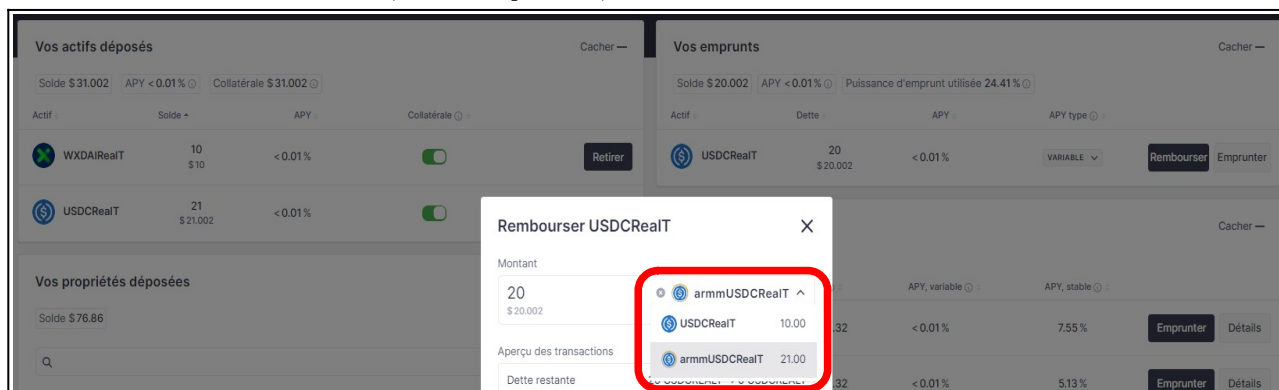 Vos actifs déposés
Cacher —
Solde $31.002 APY <0.01% Collatérale $31.002
Actif Solde APY Collatérale
WXDAIRealT 10 <0.01% Retirer
$10
USDCRealT 21 <0.01%
$21.002
Vos propriétés déposées
Solde $76.86
Vos emprunts
Cacher —
Solde $20.002 APY <0.01% Puissance d'emprunt utilisée 24.41%
Actif Dette APY APY type
USDCRealT 20 <0.01% VARIABLE Rembourser Emprunter
$20.002
Cacher —
APY, variable APY, stable
.32 <0.01% 7.55% Emprunter Détails
.32 <0.01% 5.13% Emprunter Détails
Rembourser USDCRealT X
Montant
20 armmUSDCRealT
$20.002
USDCRealT 10.00
armmUSDCRealT 21.00
Aperçu des transactions
Dette restante